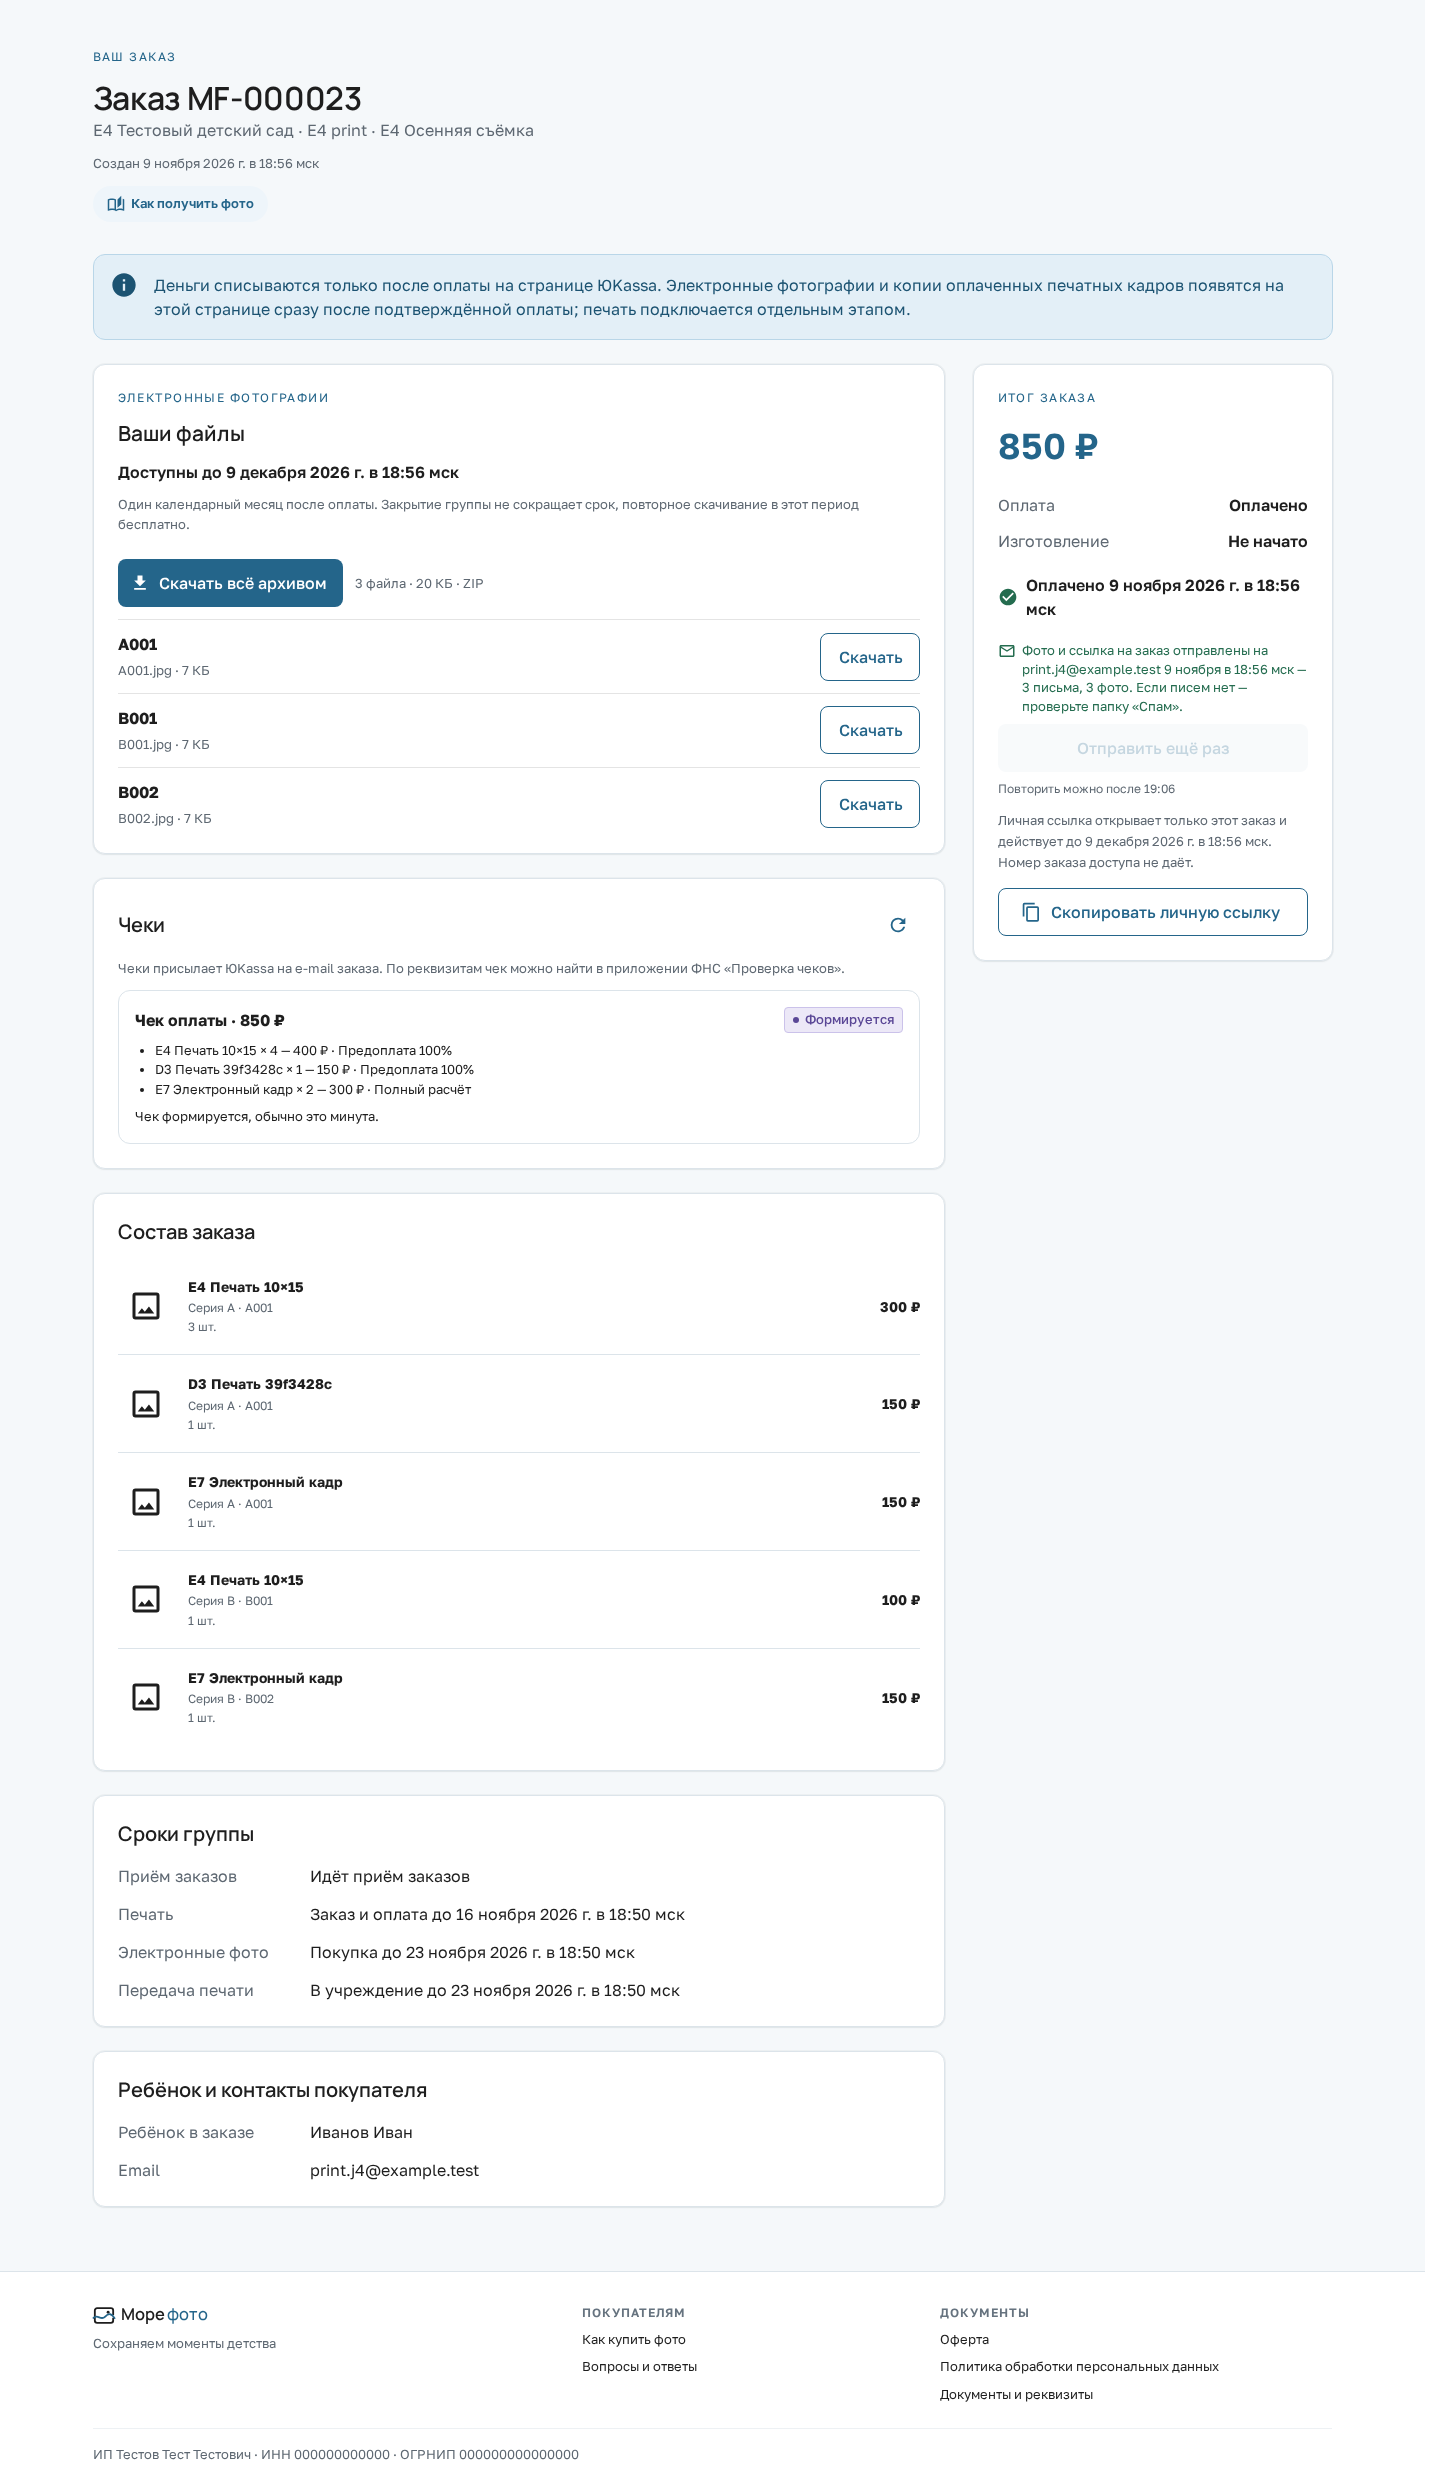 ВАШ ЗАКАЗ
Заказ MF-000023
E4 Тестовый детский сад · E4 print · E4 Осенняя съёмка
Создан 9 ноября 2026 г. в 18:56 мск
Как получить фото
Деньги списываются только после оплаты на странице ЮKassa. Электронные фотографии и копии оплаченных печатных кадров появятся на
этой странице сразу после подтверждённой оплаты; печать подключается отдельным этапом.
ЭЛЕКТРОННЫЕ ФОТОГРАФИИ
Ваши файлы
Доступны до 9 декабря 2026 г. в 18:56 мск
Один календарный месяц после оплаты. Закрытие группы не сокращает срок, повторное скачивание в этот период
бесплатно.
Скачать всё архивом
3 файла · 20 КБ · ZIP
A001
A001.jpg · 7 КБ
Скачать
B001
B001.jpg · 7 КБ
Скачать
B002
B002.jpg · 7 КБ
Скачать
ИТОГ ЗАКАЗА
850 ₽
Оплата Оплачено
Изготовление Не начато
Оплачено 9 ноября 2026 г. в 18:56
мск
Фото и ссылка на заказ отправлены на
print.j4@example.test 9 ноября в 18:56 мск —
3 письма, 3 фото. Если писем нет —
проверьте папку «Спам».
Отправить ещё раз
Повторить можно после 19:06
Личная ссылка открывает только этот заказ и
действует до 9 декабря 2026 г. в 18:56 мск.
Номер заказа доступа не даёт.
Скопировать личную ссылку
Чеки
Чеки присылает ЮKassa на e-mail заказа. По реквизитам чек можно найти в приложении ФНС «Проверка чеков».
Чек оплаты · 850 ₽
Формируется
• E4 Печать 10×15 × 4 — 400 ₽ · Предоплата 100%
• D3 Печать 39f3428c × 1 — 150 ₽ · Предоплата 100%
• E7 Электронный кадр × 2 — 300 ₽ · Полный расчёт
Чек формируется, обычно это минута.
Состав заказа
E4 Печать 10×15
Серия A · A001
3 шт.
300 ₽
D3 Печать 39f3428c
Серия A · A001
1 шт.
150 ₽
E7 Электронный кадр
Серия A · A001
1 шт.
150 ₽
E4 Печать 10×15
Серия B · B001
1 шт.
100 ₽
E7 Электронный кадр
Серия B · B002
1 шт.
150 ₽
Сроки группы
Приём заказов Идёт приём заказов
Печать Заказ и оплата до 16 ноября 2026 г. в 18:50 мск
Электронные фото Покупка до 23 ноября 2026 г. в 18:50 мск
Передача печати В учреждение до 23 ноября 2026 г. в 18:50 мск
Ребёнок и контакты покупателя
Ребёнок в заказе Иванов Иван
Email print.j4@example.test
Морефото
Сохраняем моменты детства
ПОКУПАТЕЛЯМ
Как купить фото
Вопросы и ответы
ДОКУМЕНТЫ
Оферта
Политика обработки персональных данных
Документы и реквизиты
ИП Тестов Тест Тестович · ИНН 000000000000 · ОГРНИП 000000000000000